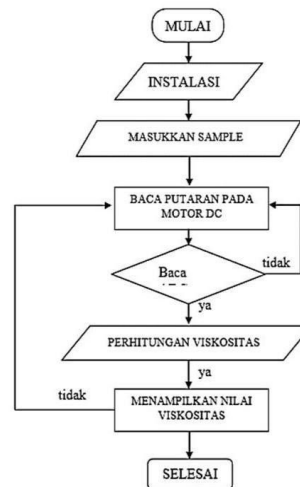 MULAI
INSTALASI
MASUKKAN SAMPLE
BACA PUTARAN PADA
MOTOR DC
tidak
Baca
ya
PERHITUNGAN VISKOSITAS
ya
tidak
MENAMPILKAN NILAI
VISKOSITAS
SELESAI